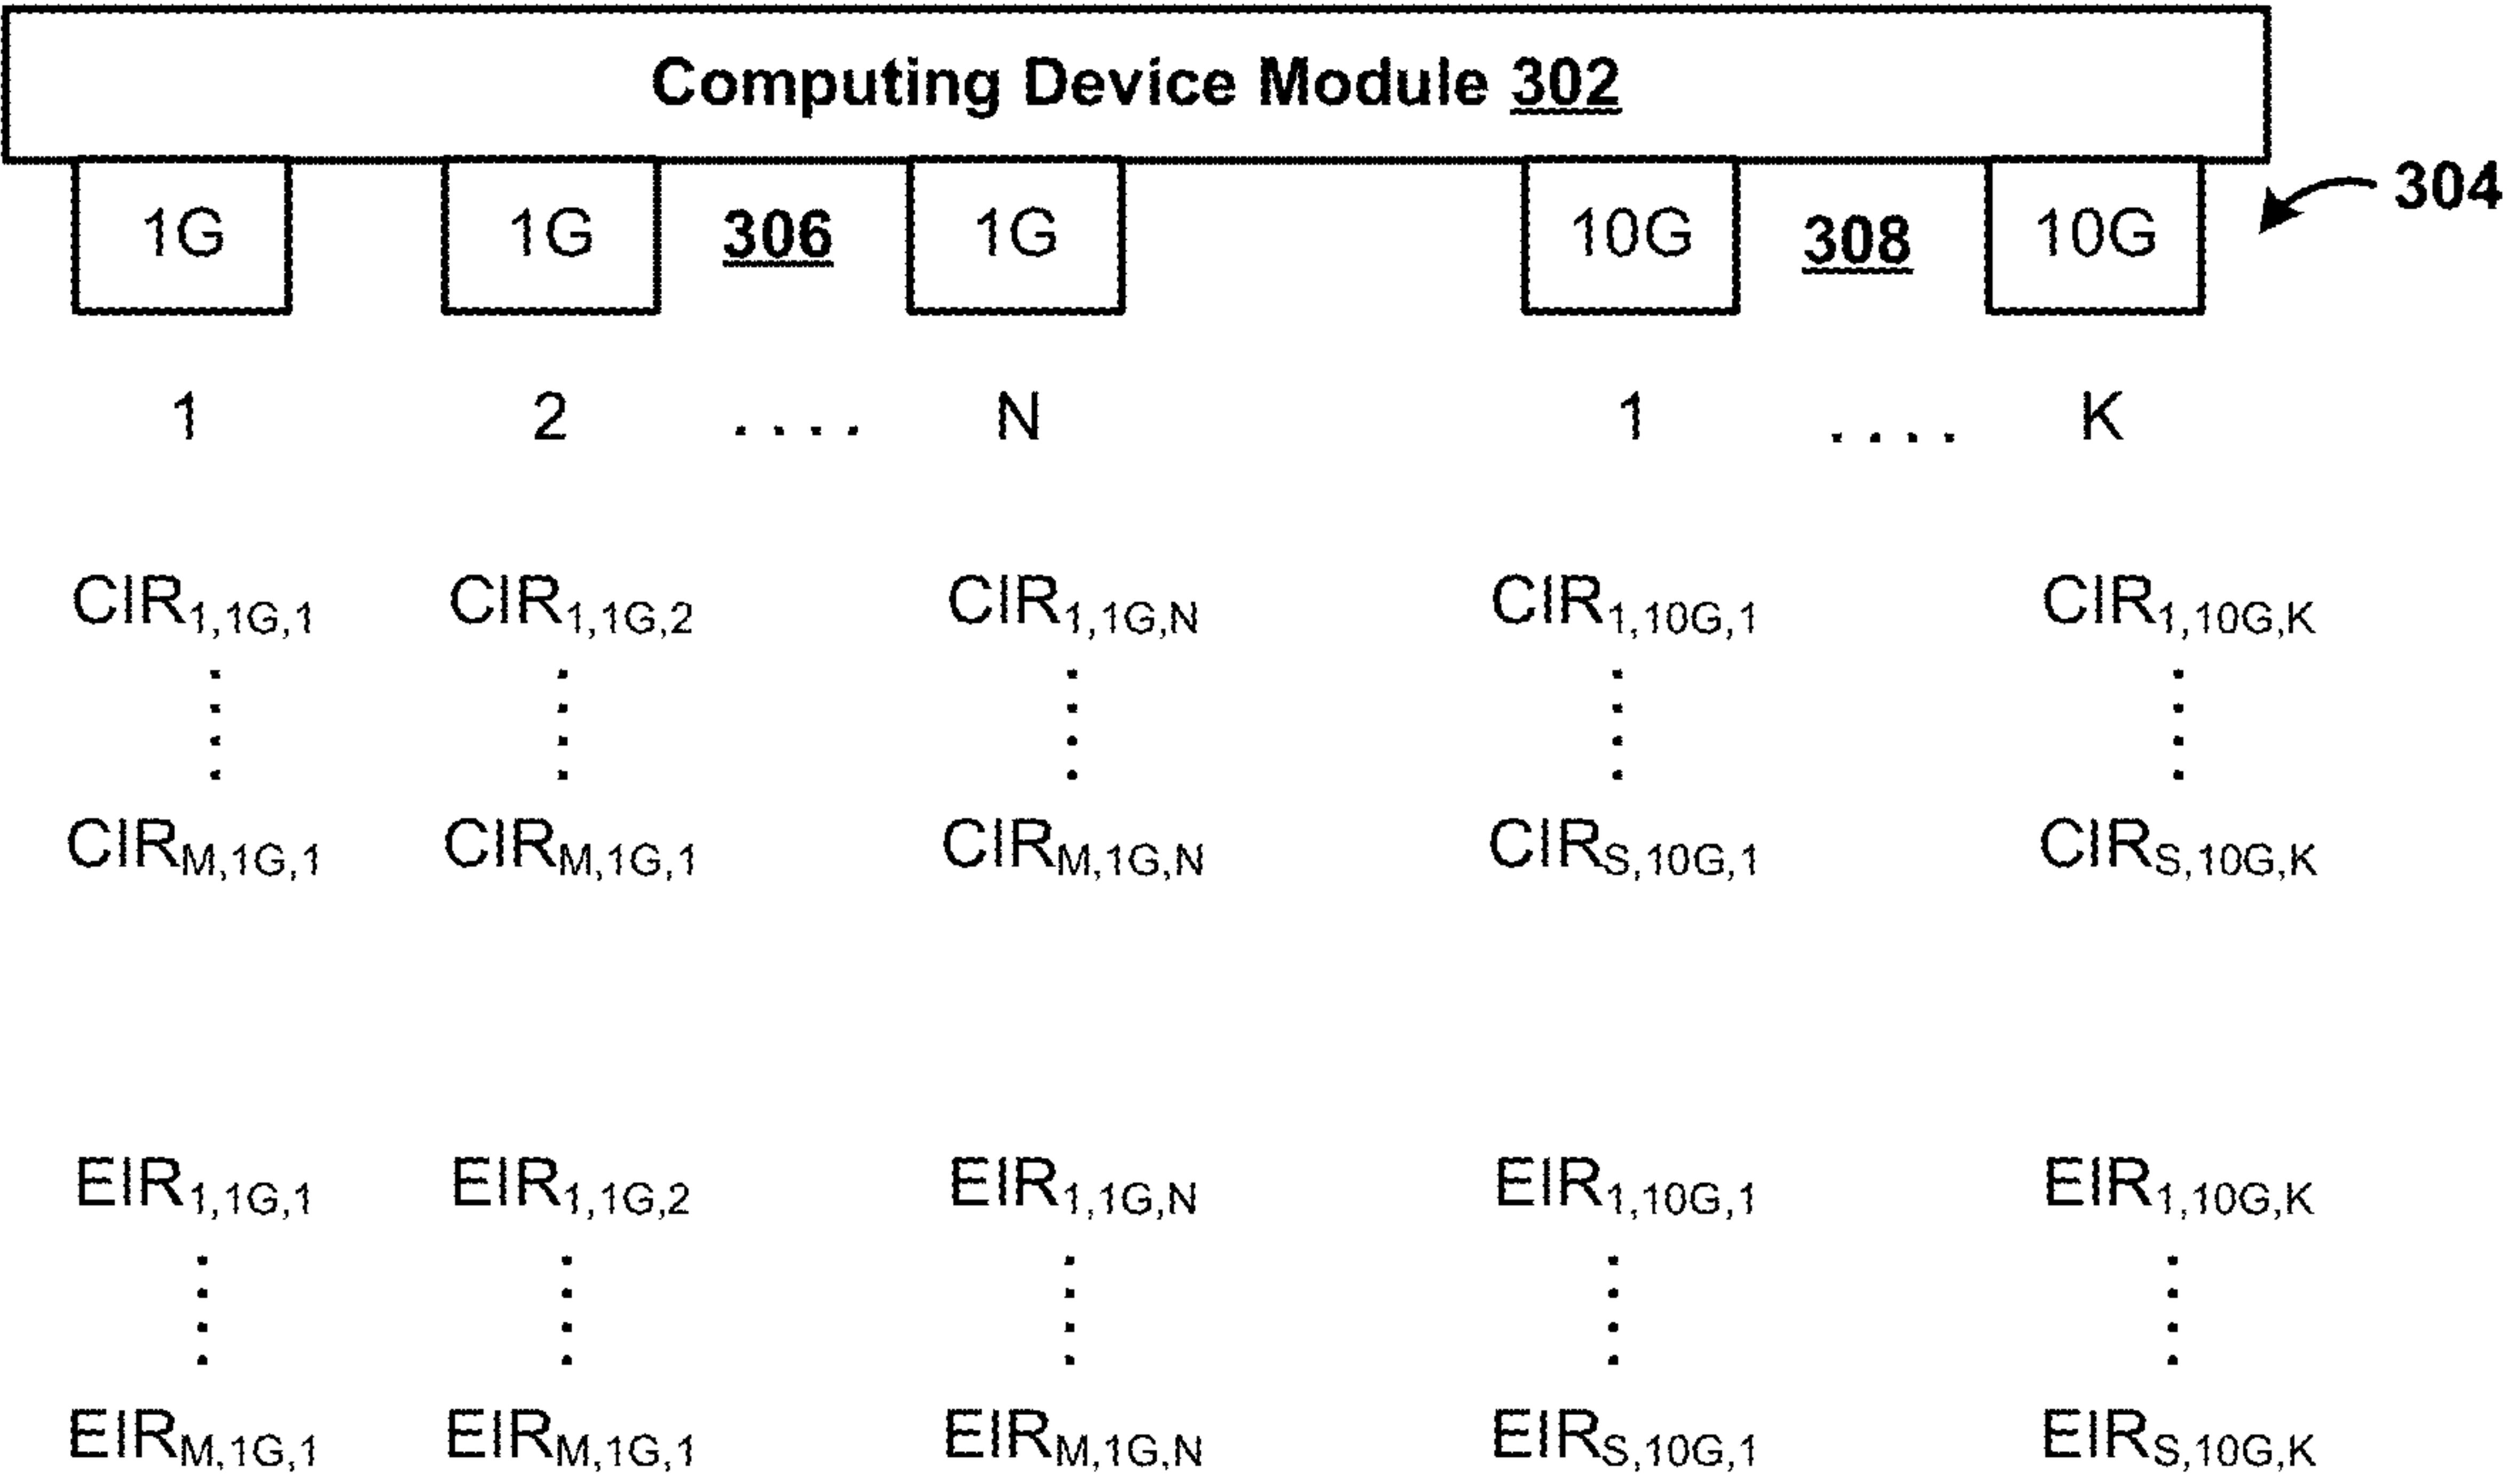 Computing Device Module 302
1G 1G 306 1G 10G 308 10G 304
1 2 .... N 1 .... K
CIR1,1G,1 CIR1,1G,2 CIR1,1G,N CIR1,10G,1 CIR1,10G,K
CIRM,1G,1 CIRM,1G,1 CIRM,1G,N CIRS,10G,1 CIRS,10G,K
EIR1,1G,1 EIR1,1G,2 EIR1,1G,N EIR1,10G,1 EIR1,10G,K
EIRM,1G,1 EIRM,1G,1 EIRM,1G,N EIRS,10G,1 EIRS,10G,K